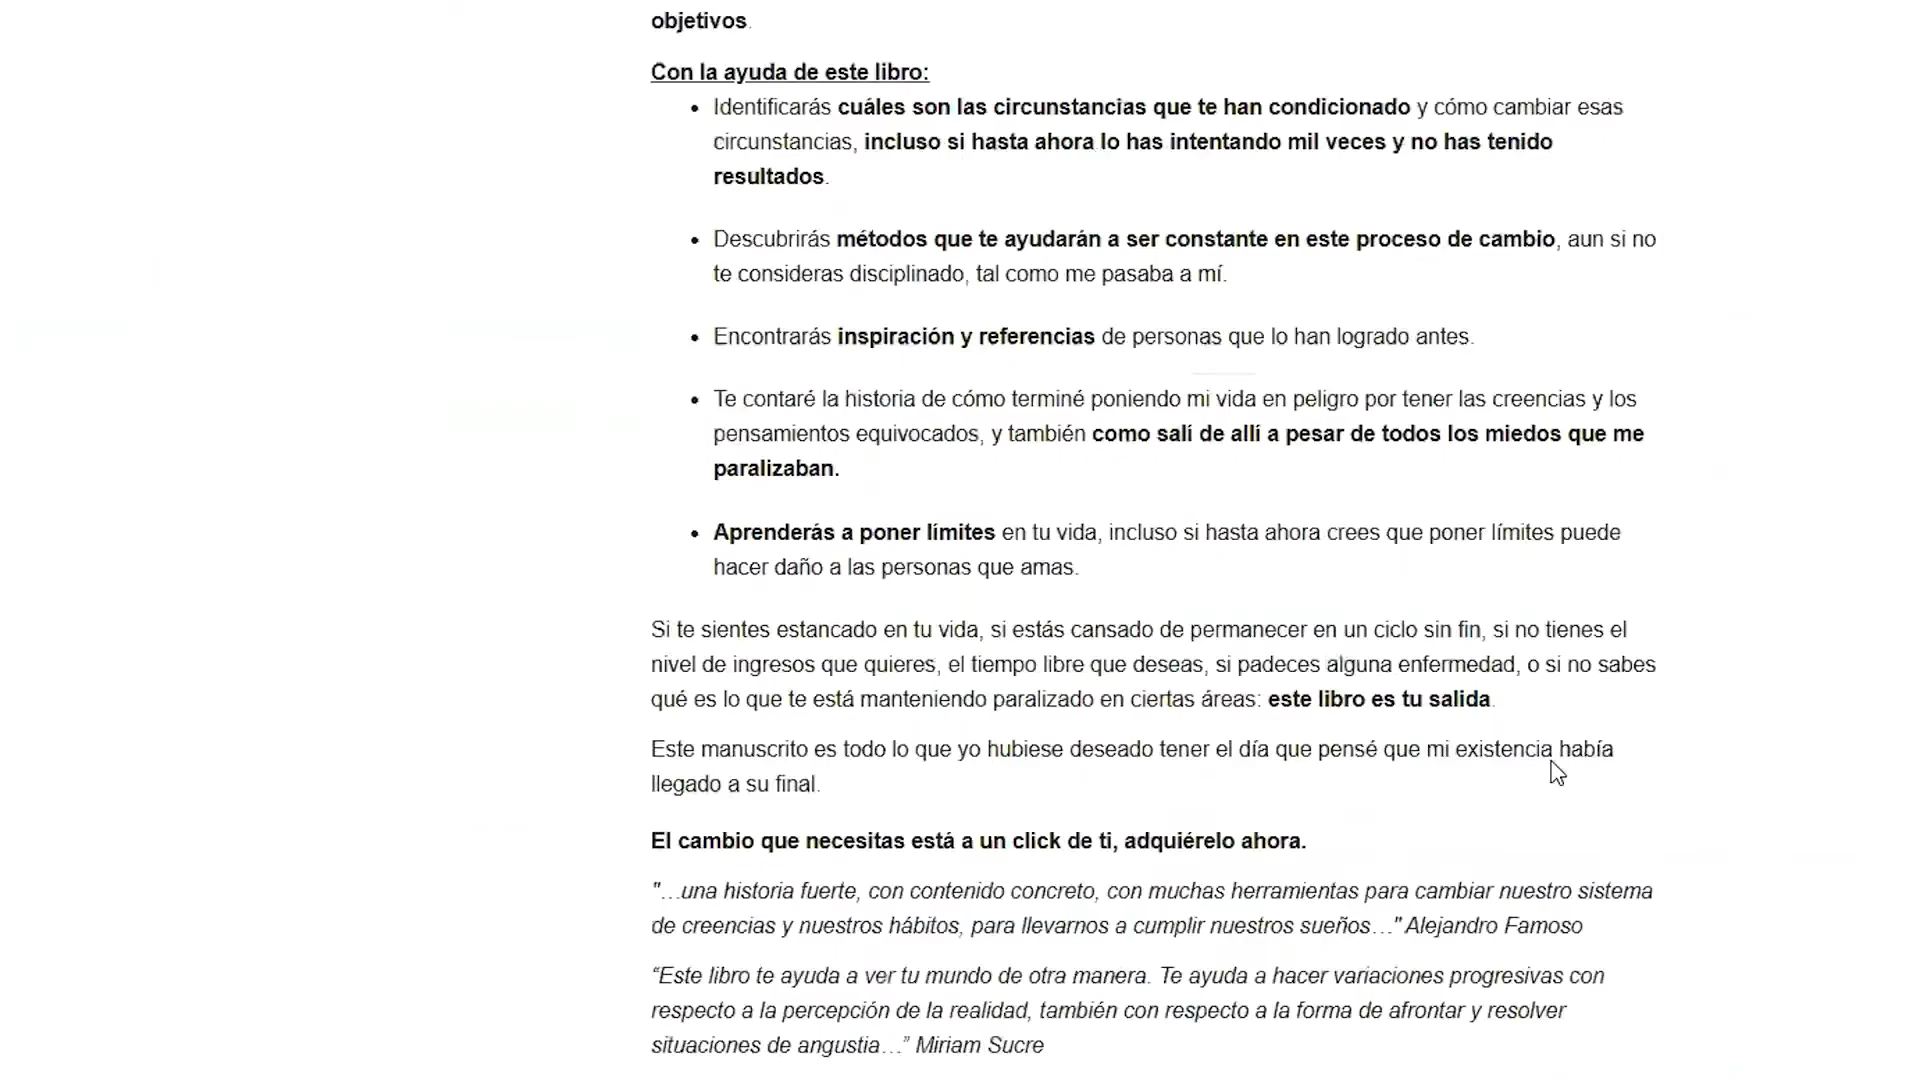 objetivos.
Con la ayuda de este libro:
• Identificarás cuáles son las circunstancias que te han condicionado y cómo cambiar esas
circunstancias, incluso si hasta ahora lo has intentando mil veces y no has tenido
resultados.
• Descubrirás métodos que te ayudarán a ser constante en este proceso de cambio, aun si no
te consideras disciplinado, tal como me pasaba a mí.
• Encontrarás inspiración y referencias de personas que lo han logrado antes.
• Te contaré la historia de cómo terminé poniendo mi vida en peligro por tener las creencias y los
pensamientos equivocados, y también como salí de allí a pesar de todos los miedos que me
paralizaban.
• Aprenderás a poner límites en tu vida, incluso si hasta ahora crees que poner límites puede
hacer daño a las personas que amas.
Si te sientes estancado en tu vida, si estás cansado de permanecer en un ciclo sin fin, si no tienes el
nivel de ingresos que quieres, el tiempo libre que deseas, si padeces alguna enfermedad, o si no sabes
qué es lo que te está manteniendo paralizado en ciertas áreas: este libro es tu salida.
Este manuscrito es todo lo que yo hubiese deseado tener el día que pensé que mi existencia había
llegado a su final.
El cambio que necesitas está a un click de ti, adquiérelo ahora.
"…una historia fuerte, con contenido concreto, con muchas herramientas para cambiar nuestro sistema
de creencias y nuestros hábitos, para llevarnos a cumplir nuestros sueños…" Alejandro Famoso
“Este libro te ayuda a ver tu mundo de otra manera. Te ayuda a hacer variaciones progresivas con
respecto a la percepción de la realidad, también con respecto a la forma de afrontar y resolver
situaciones de angustia…” Miriam Sucre